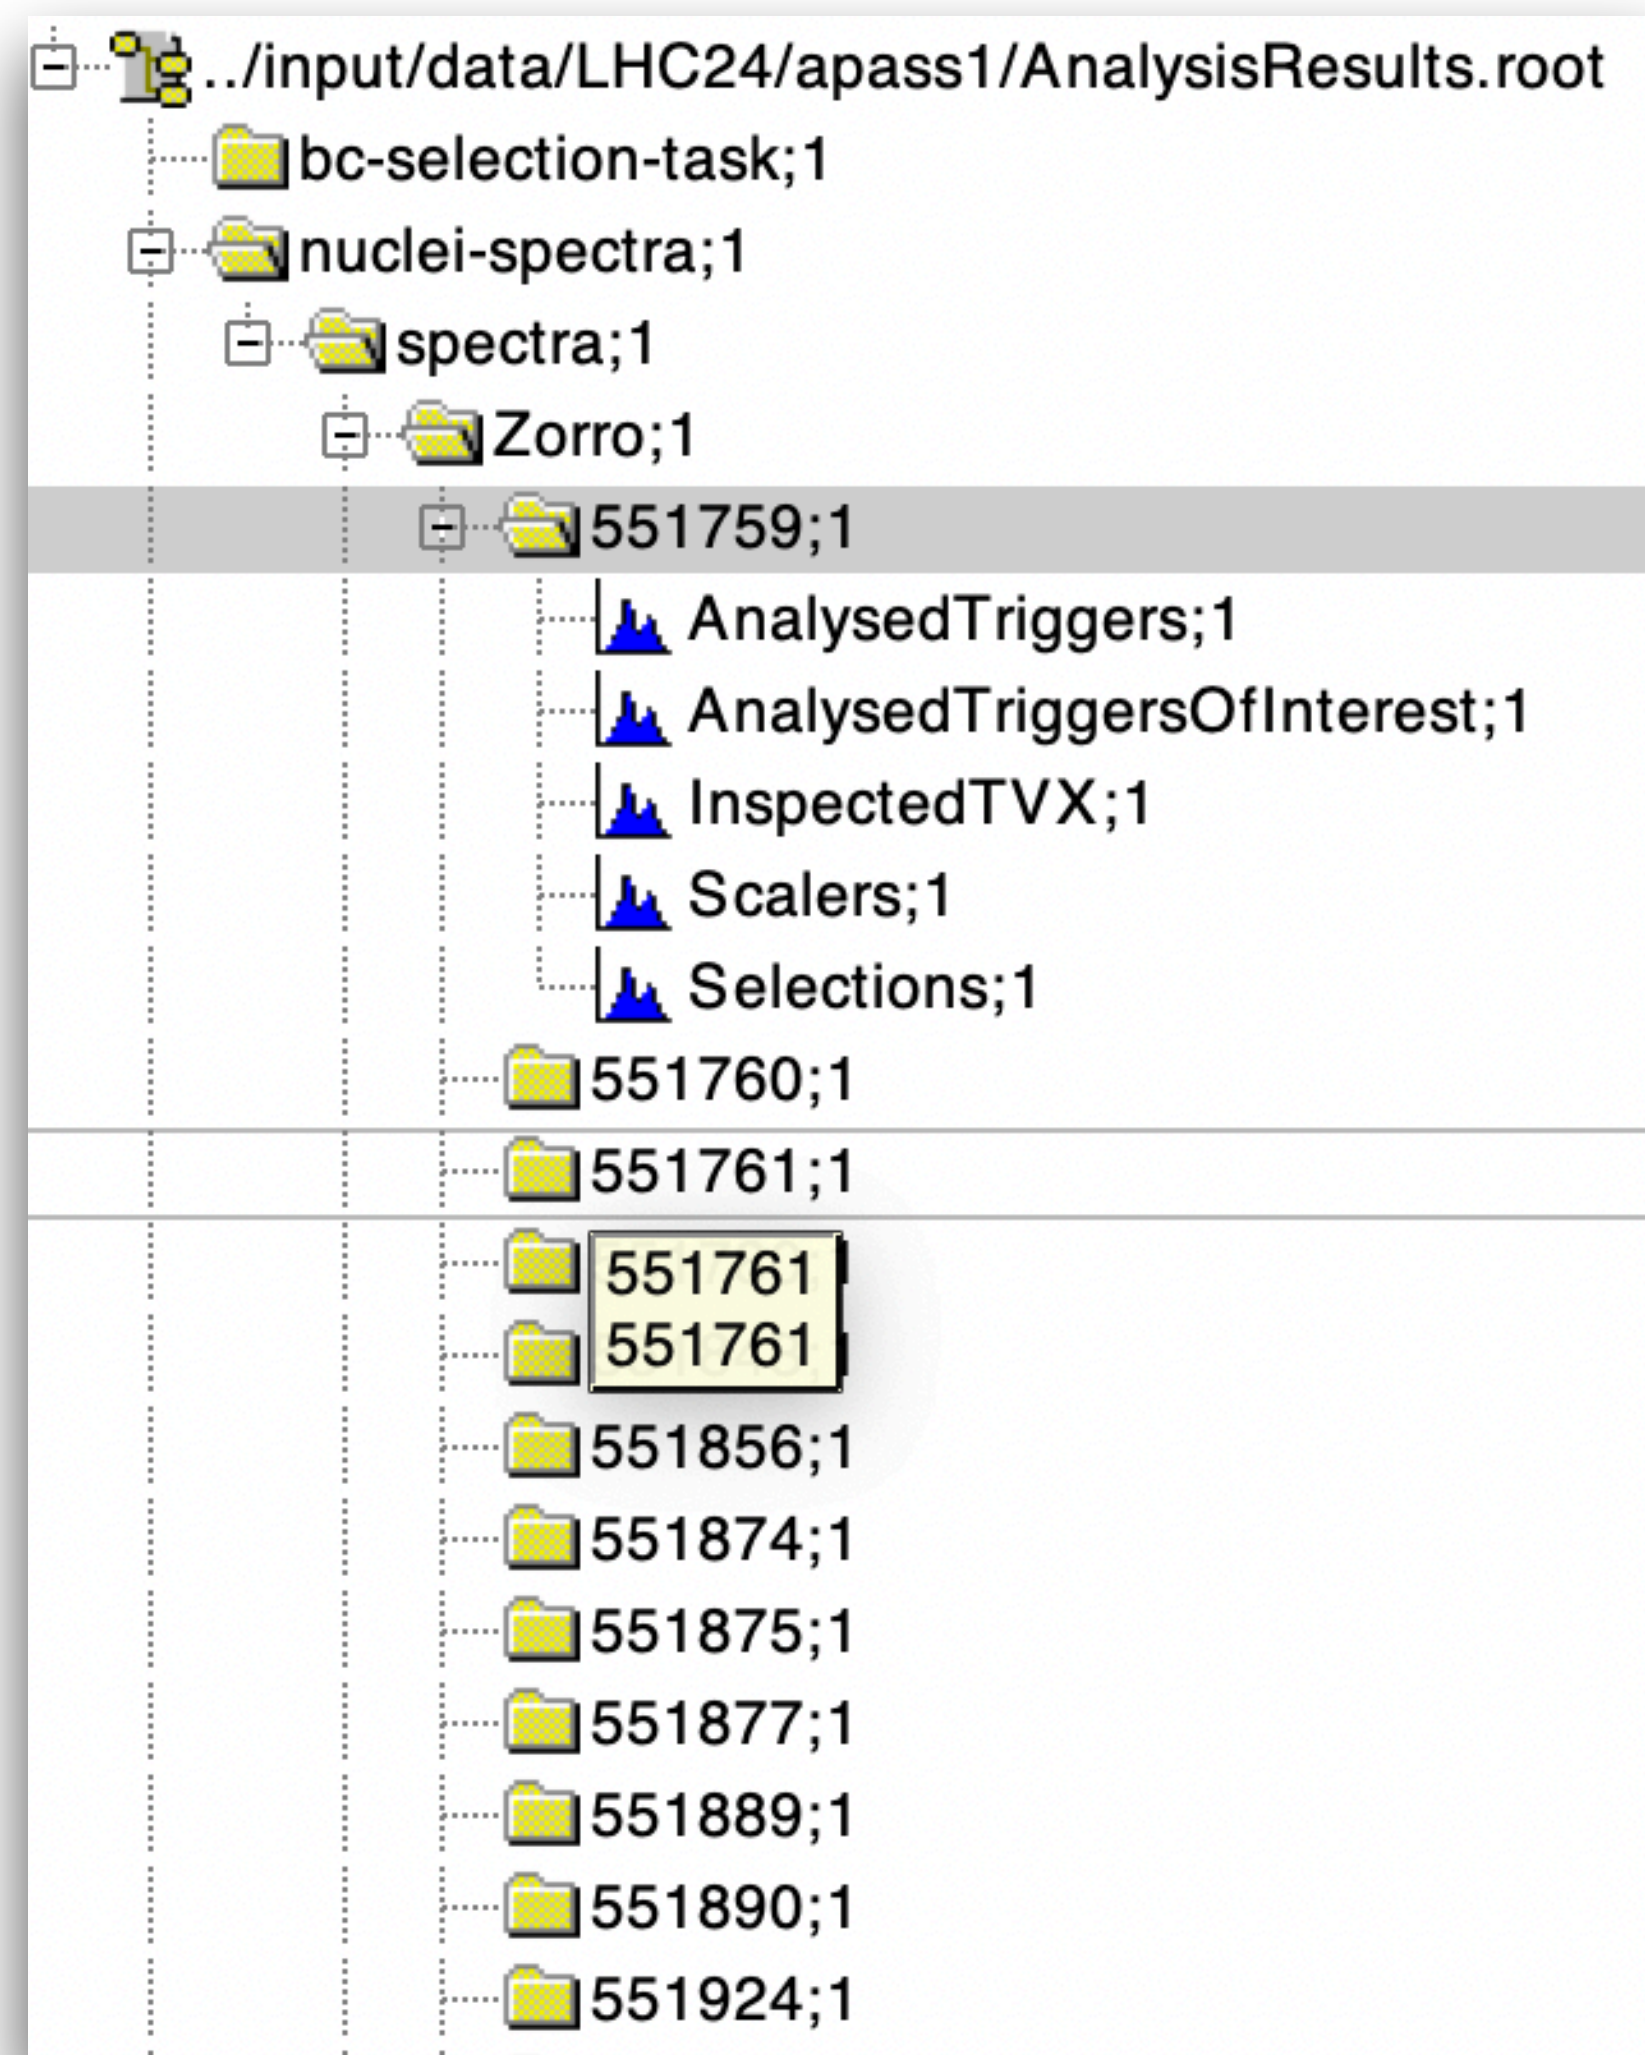 ../input/data/LHC24/apass1/AnalysisResults.root
bc-selection-task;1
nuclei-spectra;1
spectra;1
Zorro;1
551759;1
AnalysedTriggers;1
AnalysedTriggersOfInterest;1
InspectedTVX;1
Scalers;1
Selections;1
551760;1
551761;1
551761
551761
551856;1
551874;1
551875;1
551877;1
551889;1
551890;1
551924;1